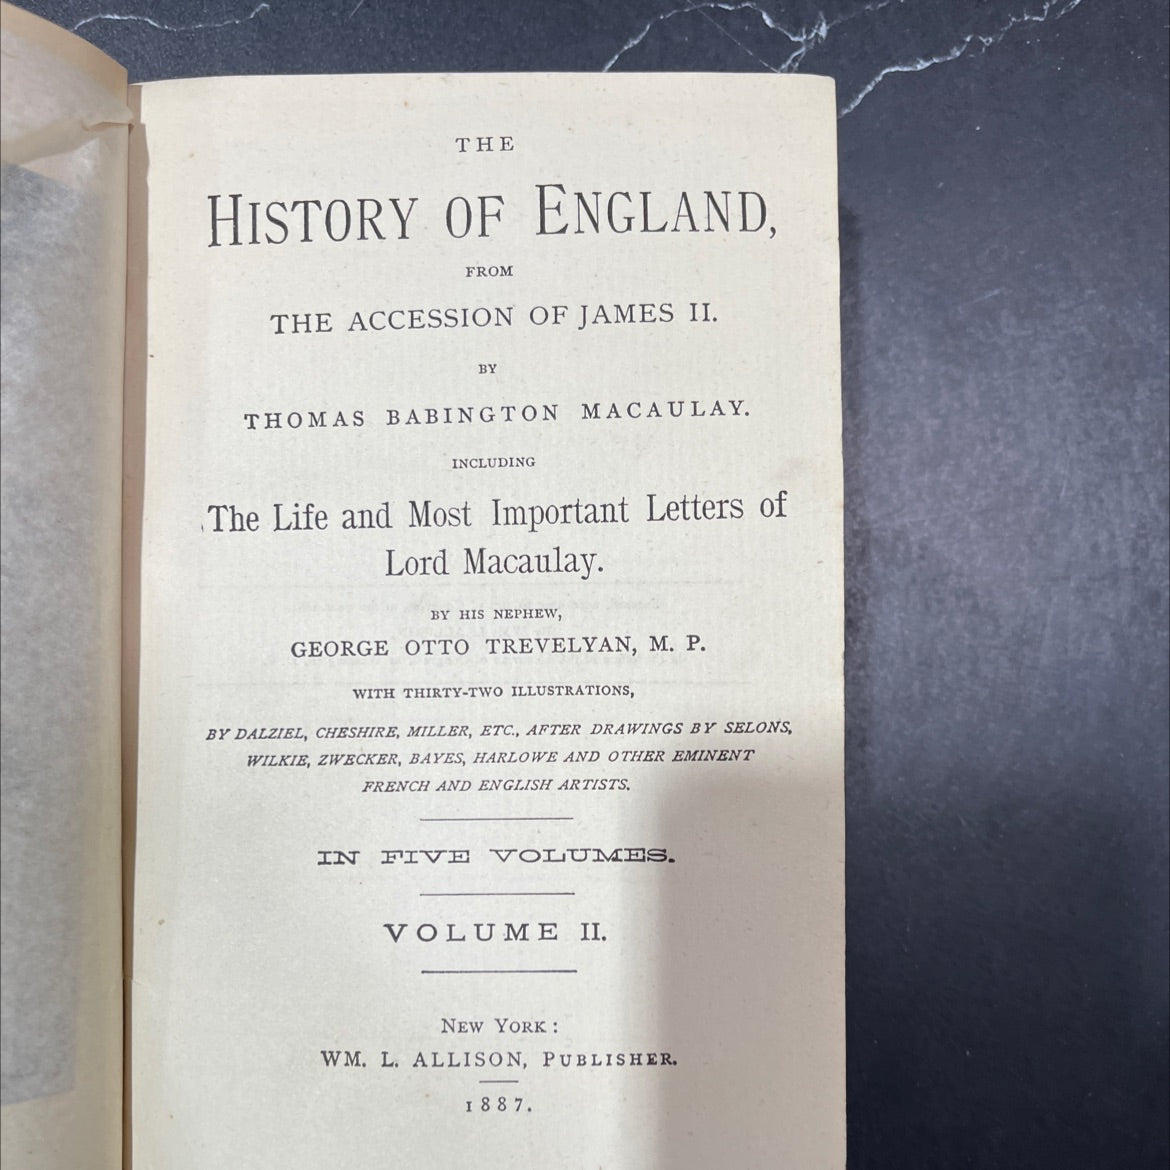 THE
HISTORY OF ENGLAND,
FROM
THE ACCESSION OF JAMES II.
BY
THOMAS BABINGTON MACAULAY.
INCLUDING
The Life and Most Important Letters of
Lord Macaulay.
BY HIS NEPHEW,
GEORGE OTTO TREVELYAN, M. P.
WITH THIRTY-TWO ILLUSTRATIONS,
BY DALZIEL, CHESHIRE, MILLER, ETC., AFTER DRAWINGS BY SELONS,
WILKIE, ZWECKER, BAYES, HARLOWE AND OTHER EMINENT
FRENCH AND ENGLISH ARTISTS.
IN FIVE VOLUMES.
VOLUME II.
NEW YORK:
WM. L. ALLISON, PUBLISHER.
1887.